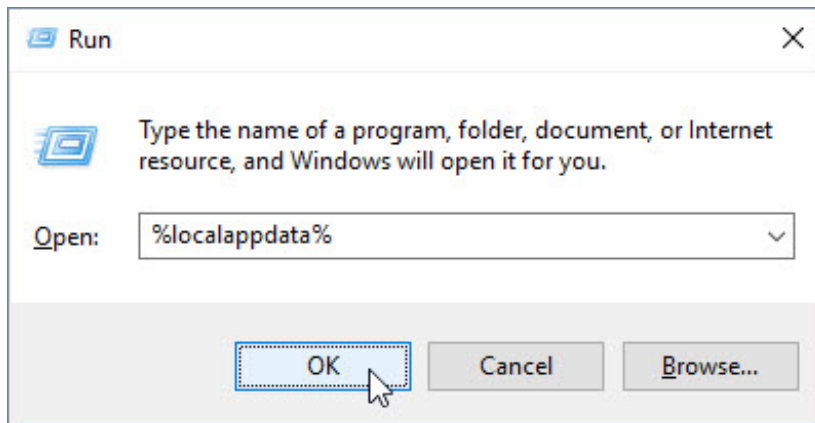 Run
Type the name of a program, folder, document, or Internet
resource, and Windows will open it for you.
Open: %localappdata%
OK Cancel Browse...